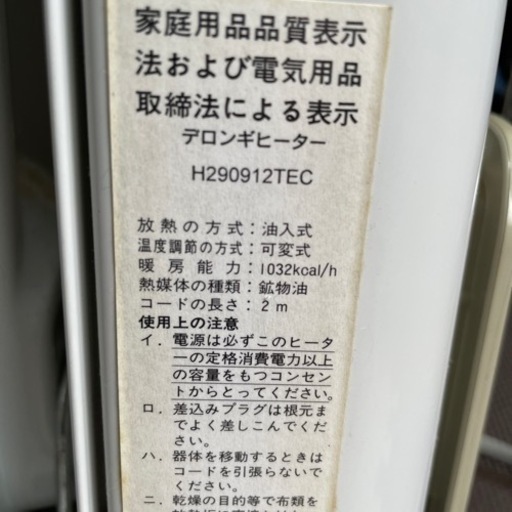 家庭用品品質表示
法および電気用品
取締法による表示
デロンギヒーター
H290912TEC
放熱の方式：油入式
温度調節の方式：可変式
暖房能力：1032kcal/h
熱媒体の種類：鉱物油
コードの長さ：2m
使用上の注意
イ．電源は必ずこのヒータ
ーの定格消費電力以上
の容量をもつコンセン
トからとってください。
ロ．差込みプラグは根元ま
でよく差しこんでくだ
さい。
ハ．器体を移動するときは
コードを引張らないで
ください。
ニ．乾燥の目的等で布類を